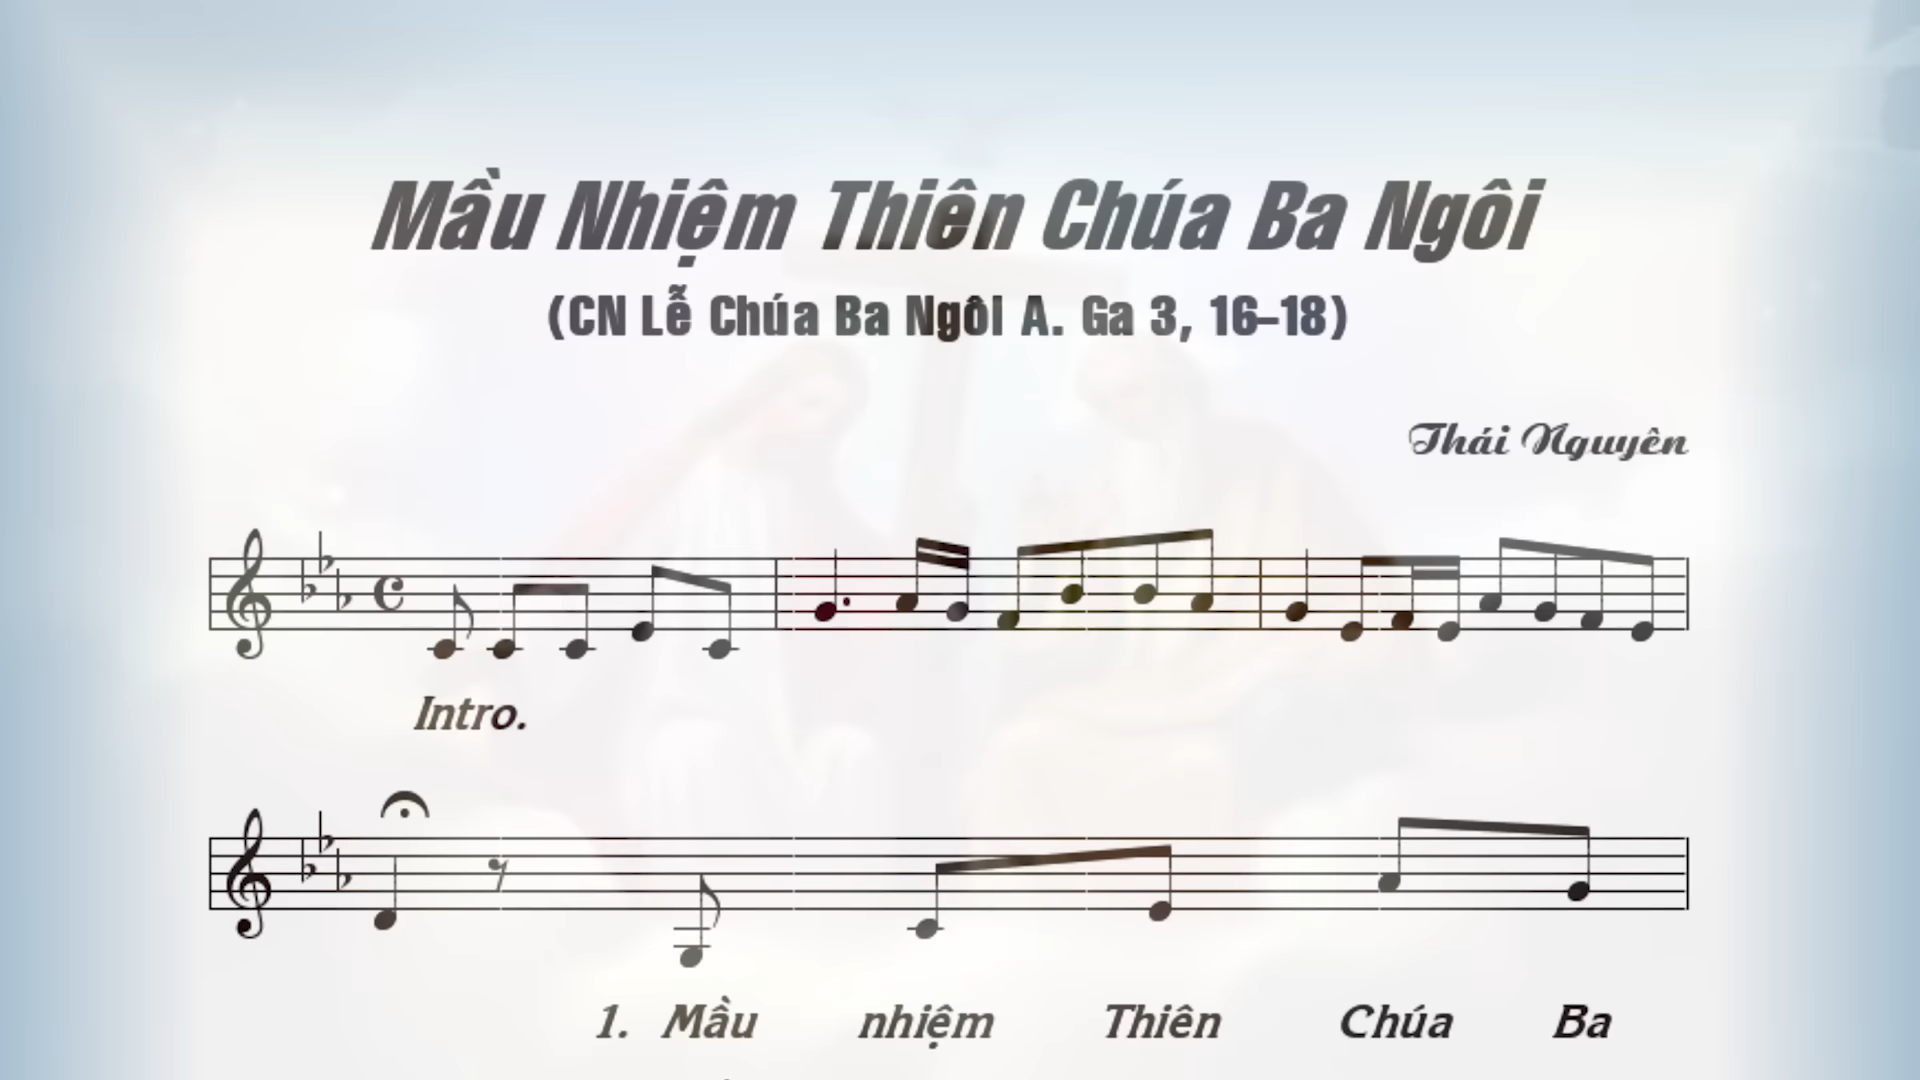 Mầu Nhiệm Thiên Chúa Ba Ngôi
(CN Lễ Chúa Ba Ngôi A. Ga 3, 16-18)
Thái Nguyên
Intro.
1. Mầu nhiệm Thiên Chúa Ba